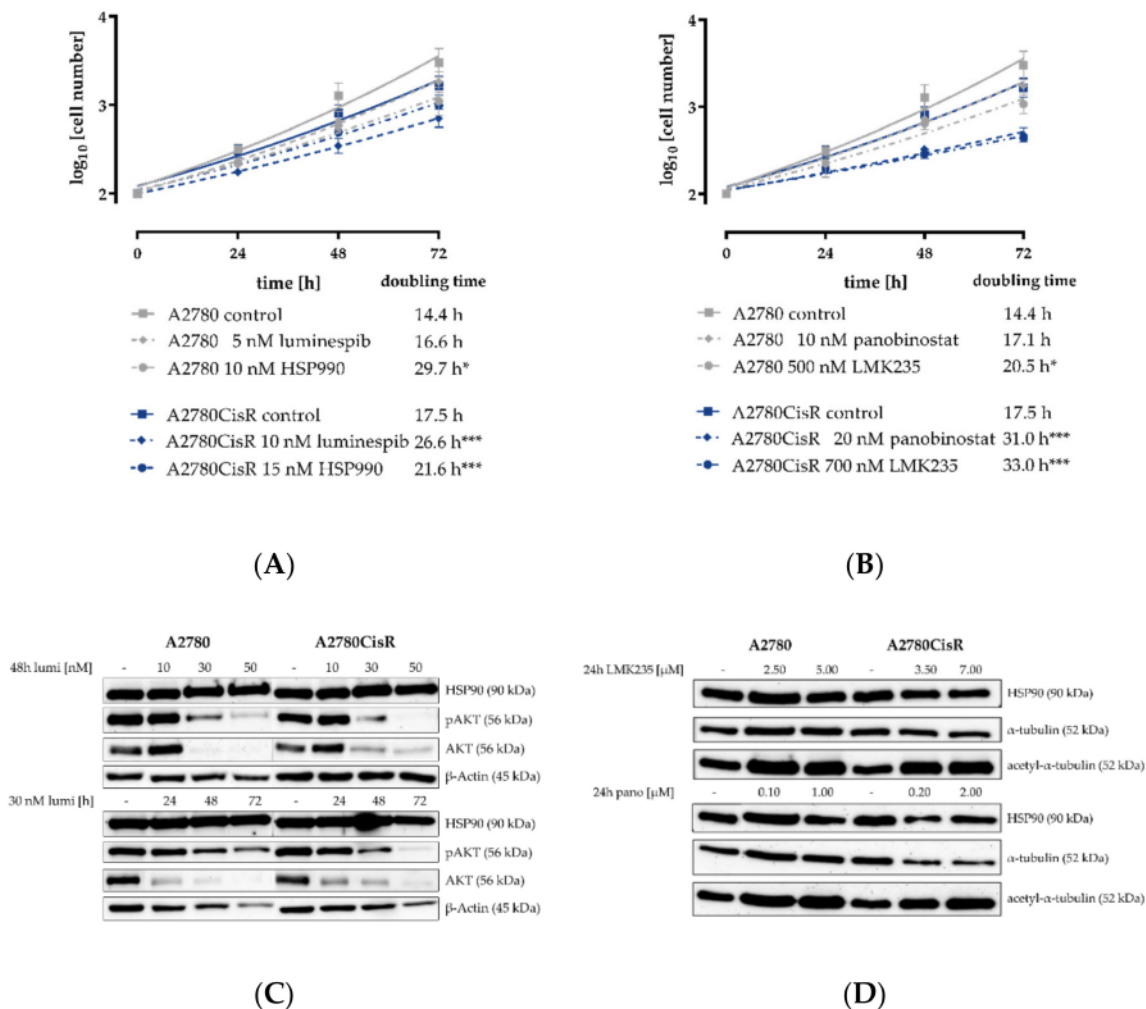 4
3
2
log10 [cell number]
0 24 48 72
time [h] doubling time
A2780 control 14.4 h
A2780 5 nM luminespib 16.6 h
A2780 10 nM HSP990 29.7 h*
A2780CisR control 17.5 h
A2780CisR 10 nM luminespib 26.6 h***
A2780CisR 15 nM HSP990 21.6 h***
(A)
4
3
2
log10 [cell number]
0 24 48 72
time [h] doubling time
A2780 control 14.4 h
A2780 10 nM panobinostat 17.1 h
A2780 500 nM LMK235 20.5 h*
A2780CisR control 17.5 h
A2780CisR 20 nM panobinostat 31.0 h***
A2780CisR 700 nM LMK235 33.0 h***
(B)
A2780 A2780CisR
48h lumi [nM] - 10 30 50 - 10 30 50
HSP90 (90 kDa)
pAKT (56 kDa)
AKT (56 kDa)
β-Actin (45 kDa)
30 nM lumi [h] - 24 48 72 - 24 48 72
HSP90 (90 kDa)
pAKT (56 kDa)
AKT (56 kDa)
β-Actin (45 kDa)
(C)
A2780 A2780CisR
24h LMK235 [μM] - 2.50 5.00 - 3.50 7.00
HSP90 (90 kDa)
α-tubulin (52 kDa)
acetyl-α-tubulin (52 kDa)
24h pano [μM] - 0.10 1.00 - 0.20 2.00
HSP90 (90 kDa)
α-tubulin (52 kDa)
acetyl-α-tubulin (52 kDa)
(D)